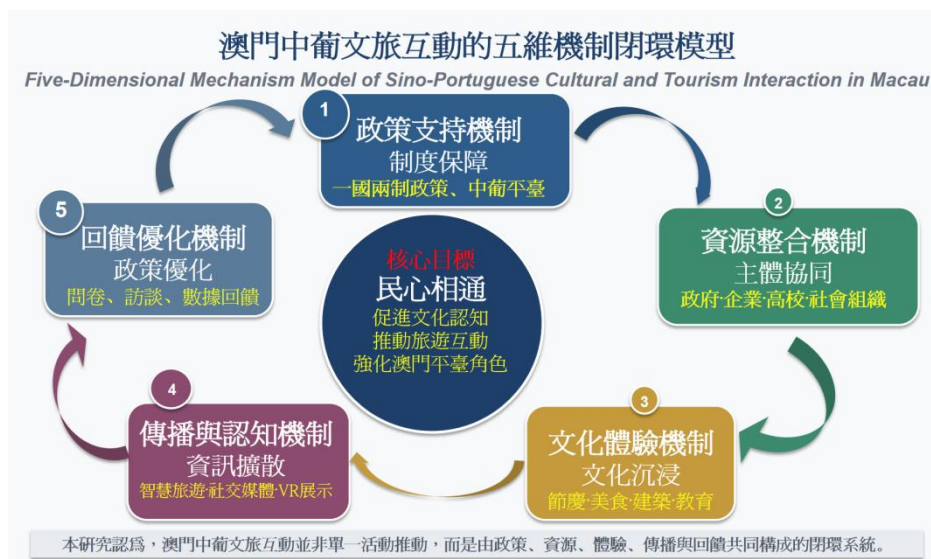 澳門中葡文旅互動的五維機制閉環模型
Five-Dimensional Mechanism Model of Sino-Portuguese Cultural and Tourism Interaction in Macau
1
政策支持機制
制度保障
一國兩制政策、中葡平臺
2
資源整合機制
主體協同
政府·企業·高校·社會組織
3
文化體驗機制
文化沉浸
節慶·美食·建築·教育
4
傳播與認知機制
資訊擴散
智慧旅遊·社交媒體·VR展示
5
回饋優化機制
政策優化
問卷、訪談、數據回饋
核心目標
民心相通
促進文化認知
推動旅遊互動
強化澳門平臺角色
本研究認爲，澳門中葡文旅互動並非單一活動推動，而是由政策、資源、體驗、傳播與回饋共同構成的閉環系統。